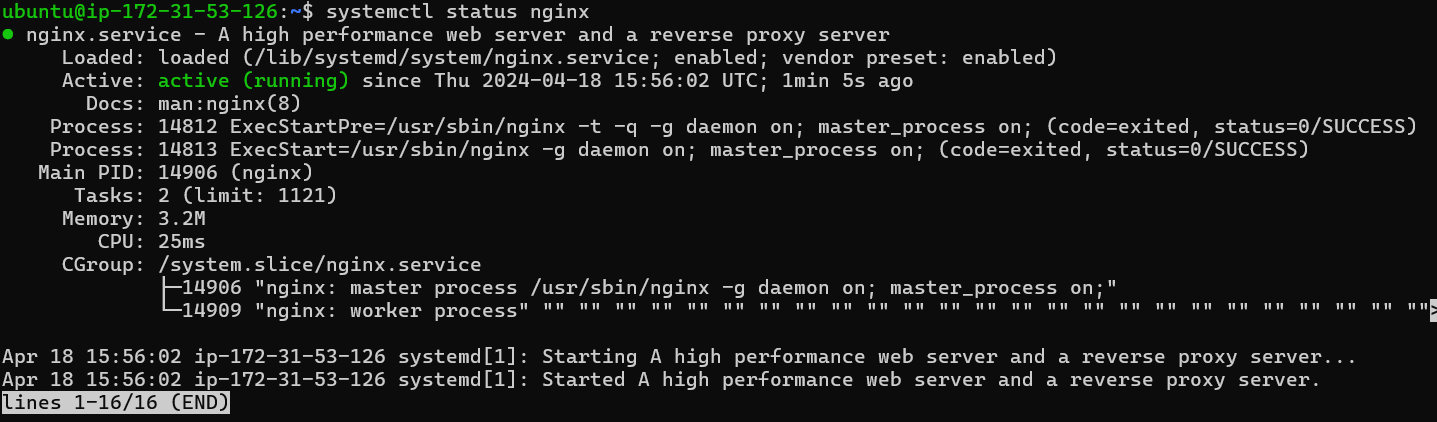 ubuntu@ip-172-31-53-126:~$ systemctl status nginx
● nginx.service - A high performance web server and a reverse proxy server
     Loaded: loaded (/lib/systemd/system/nginx.service; enabled; vendor preset: enabled)
     Active: active (running) since Thu 2024-04-18 15:56:02 UTC; 1min 5s ago
       Docs: man:nginx(8)
    Process: 14812 ExecStartPre=/usr/sbin/nginx -t -q -g daemon on; master_process on; (code=exited, status=0/SUCCESS)
    Process: 14813 ExecStart=/usr/sbin/nginx -g daemon on; master_process on; (code=exited, status=0/SUCCESS)
   Main PID: 14906 (nginx)
      Tasks: 2 (limit: 1121)
     Memory: 3.2M
        CPU: 25ms
     CGroup: /system.slice/nginx.service
             ├─14906 "nginx: master process /usr/sbin/nginx -g daemon on; master_process on;"
             └─14909 "nginx: worker process" "" "" "" "" "" "" "" "" "" "" "" "" "" "" "" "" "" "" "" "" "" "" "" "" "">

Apr 18 15:56:02 ip-172-31-53-126 systemd[1]: Starting A high performance web server and a reverse proxy server...
Apr 18 15:56:02 ip-172-31-53-126 systemd[1]: Started A high performance web server and a reverse proxy server.
lines 1-16/16 (END)